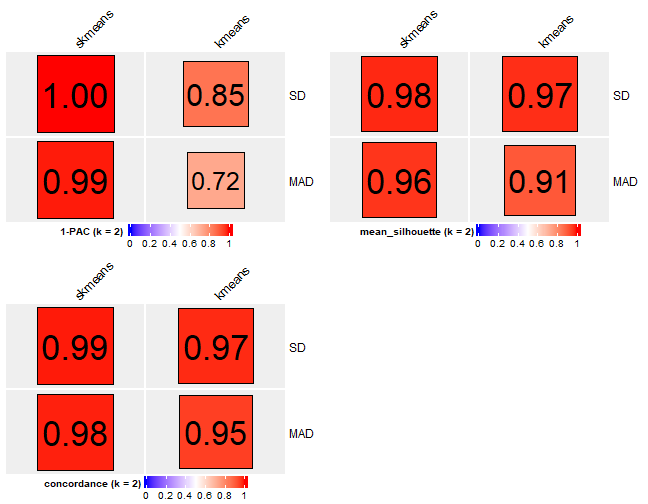 skmeans kmeans
1.00 0.85 SD
0.99 0.72 MAD
1-PAC (k = 2)
0 0.2 0.4 0.6 0.8 1
skmeans kmeans
0.98 0.97 SD
0.96 0.91 MAD
mean_silhouette (k = 2)
0 0.2 0.4 0.6 0.8 1
skmeans kmeans
0.99 0.97 SD
0.98 0.95 MAD
concordance (k = 2)
0 0.2 0.4 0.6 0.8 1